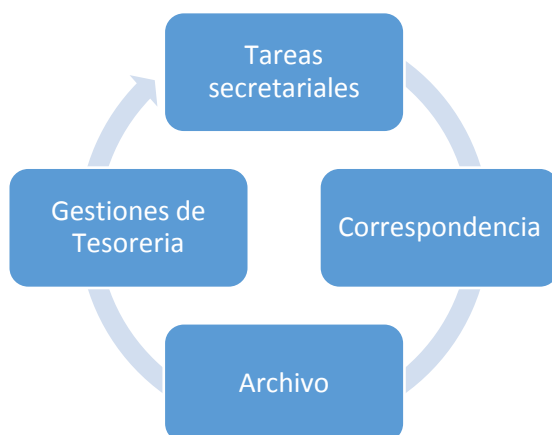 Tareas
secretariales
Correspondencia
Archivo
Gestiones de
Tesoreria